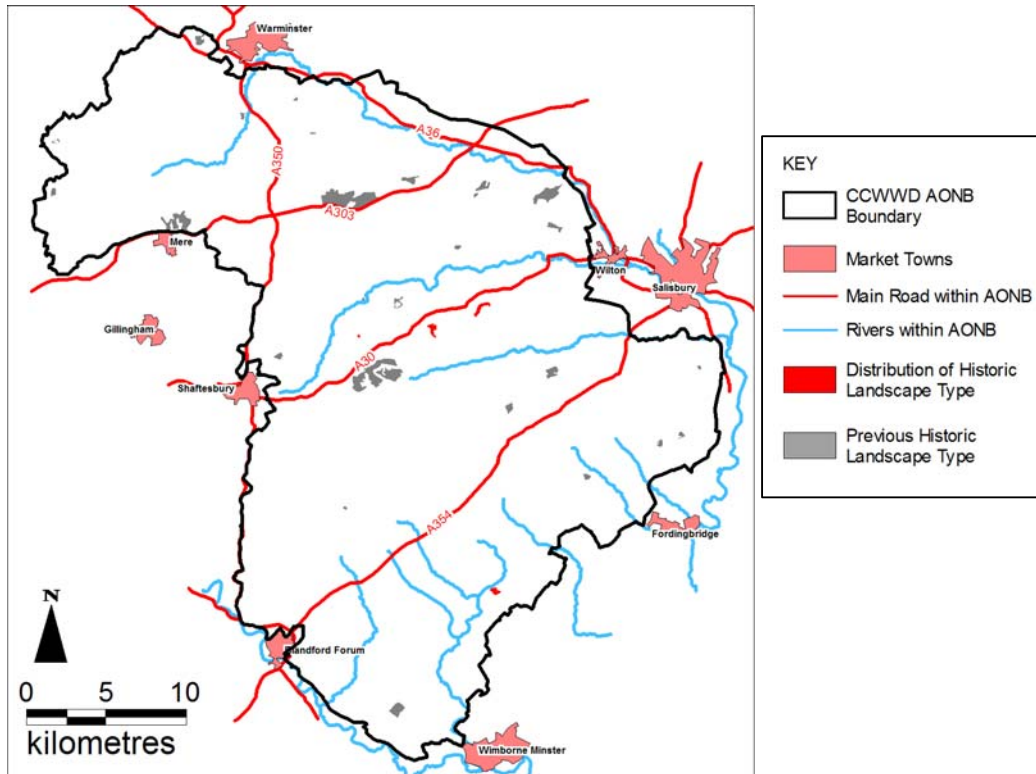 Warminster
A36
A350
A303
Mere
Wilton
Salisbury
Gillingham
A30
Shaftesbury
A354
Fordingbridge
Blandford Forum
Wimborne Minster
N
0 5 10
kilometres
KEY
CCWWD AONB
Boundary
Market Towns
Main Road within AONB
Rivers within AONB
Distribution of Historic
Landscape Type
Previous Historic
Landscape Type